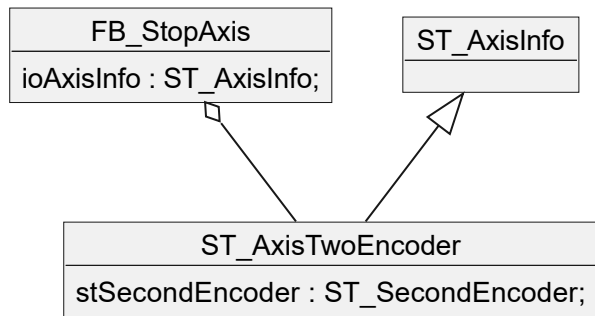 FB_StopAxis
ioAxisInfo : ST_AxisInfo;
ST_AxisInfo
ST_AxisTwoEncoder
stSecondEncoder : ST_SecondEncoder;